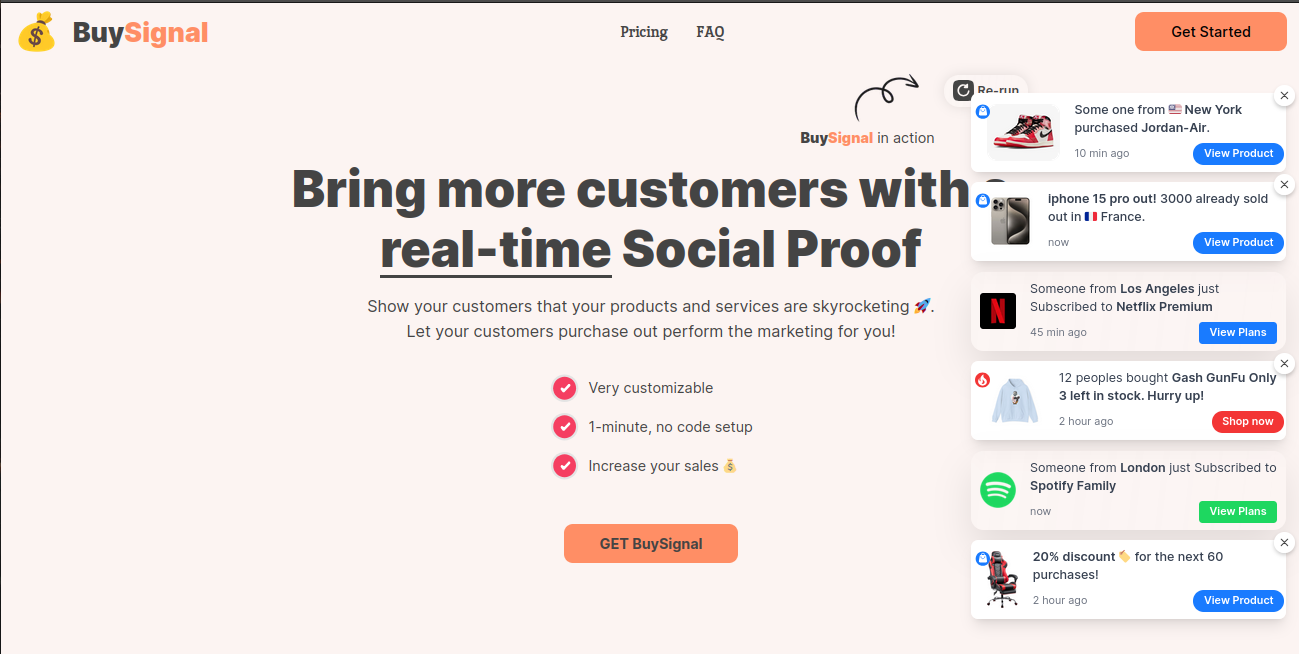 BuySignal
Pricing
FAQ
Get Started
Re-run
BuySignal in action
Bring more customers with a
real-time Social Proof
Show your customers that your products and services are skyrocketing 🚀.
Let your customers purchase out perform the marketing for you!
Very customizable
1-minute, no code setup
Increase your sales 💰
GET BuySignal
Some one from 🇺🇸 New York
purchased Jordan-Air.
10 min ago
View Product
iphone 15 pro out! 3000 already sold
out in 🇫🇷 France.
now
View Product
Someone from Los Angeles just
Subscribed to Netflix Premium
45 min ago
View Plans
12 peoples bought Gash GunFu Only
3 left in stock. Hurry up!
2 hour ago
Shop now
Someone from London just Subscribed to
Spotify Family
now
View Plans
20% discount 🏷️ for the next 60
purchases!
2 hour ago
View Product